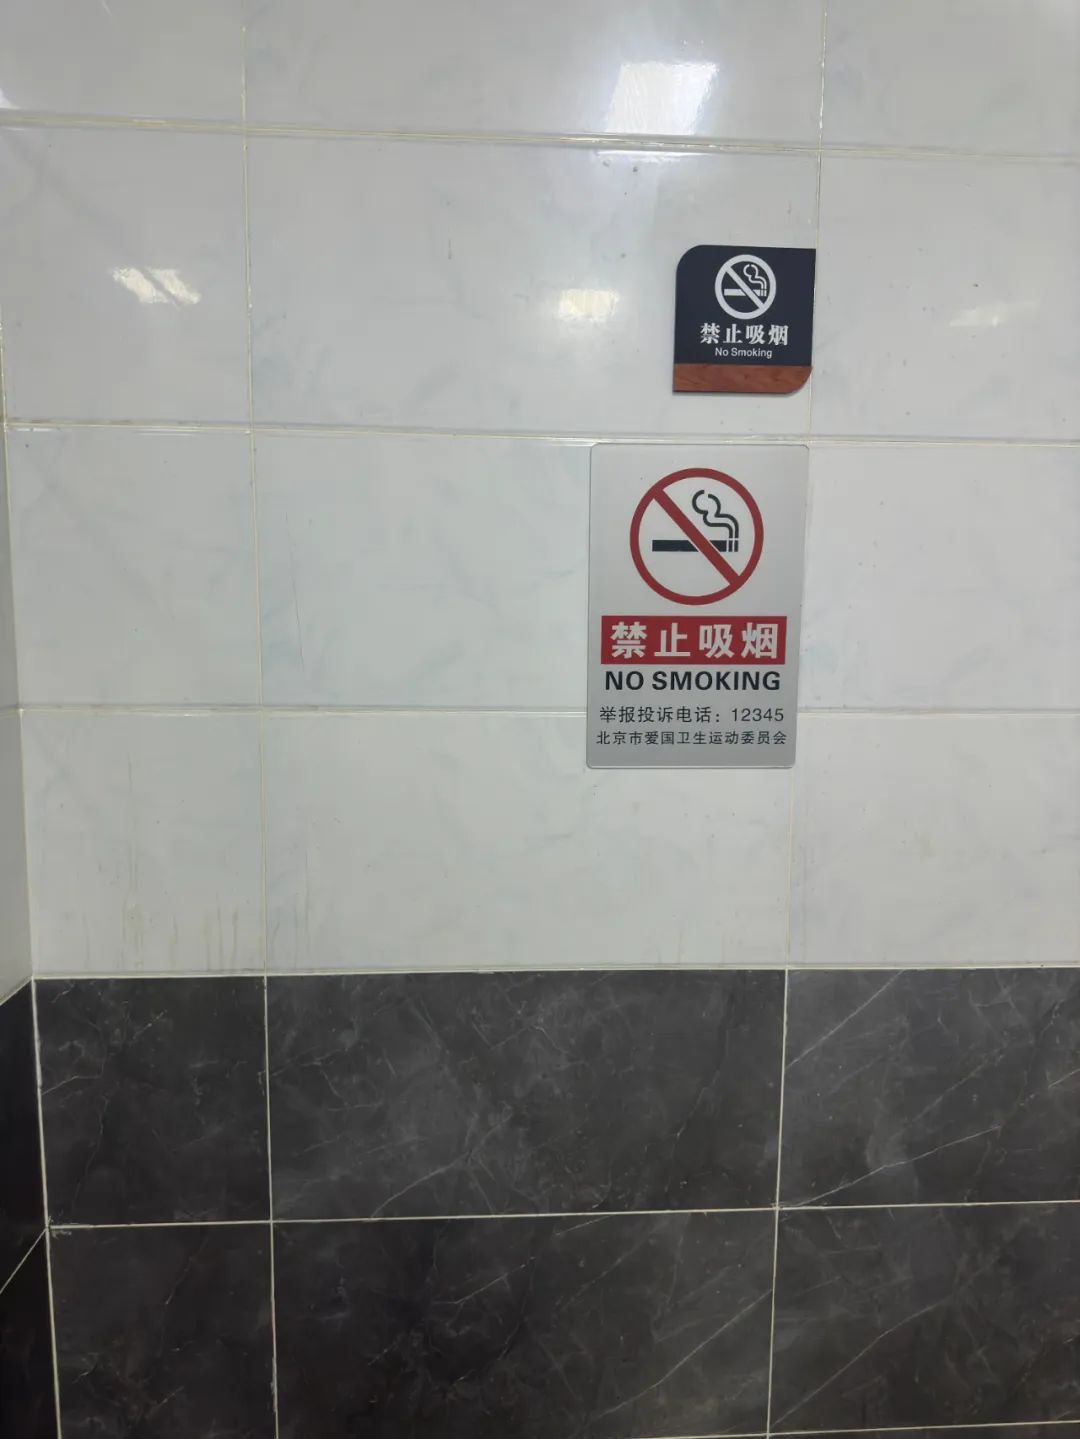 禁止吸烟
No Smoking
禁止吸烟
NO SMOKING
举报投诉电话：12345
北京市爱国卫生运动委员会